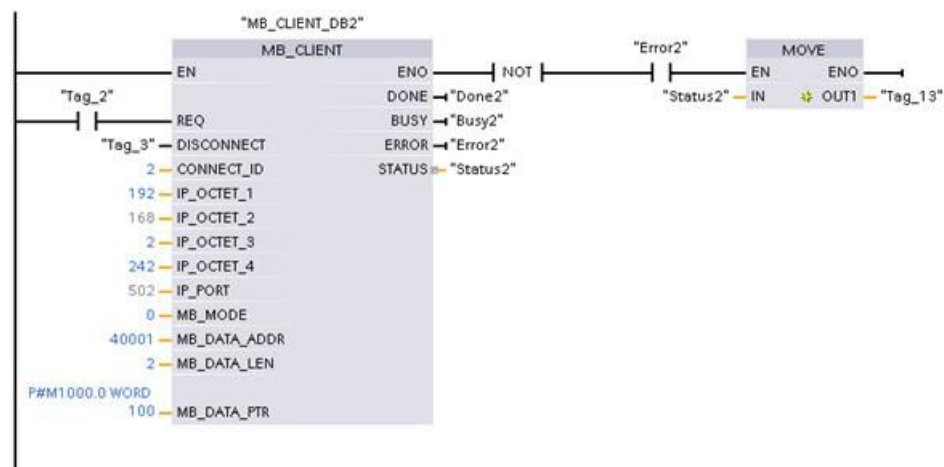 "MB_CLIENT_DB2"
MB_CLIENT
"Error2"
MOVE
EN
ENO
NOT
EN
ENO
"Tag_2"
DONE
"Done2"
"Status2"
IN
OUT1
"Tag_13"
REQ
BUSY
"Busy2"
"Tag_3"
DISCONNECT
ERROR
"Error2"
2
CONNECT_ID
STATUS
"Status2"
192
IP_OCTET_1
168
IP_OCTET_2
2
IP_OCTET_3
242
IP_OCTET_4
502
IP_PORT
0
MB_MODE
40001
MB_DATA_ADDR
2
MB_DATA_LEN
P#M1000.0 WORD
100
MB_DATA_PTR